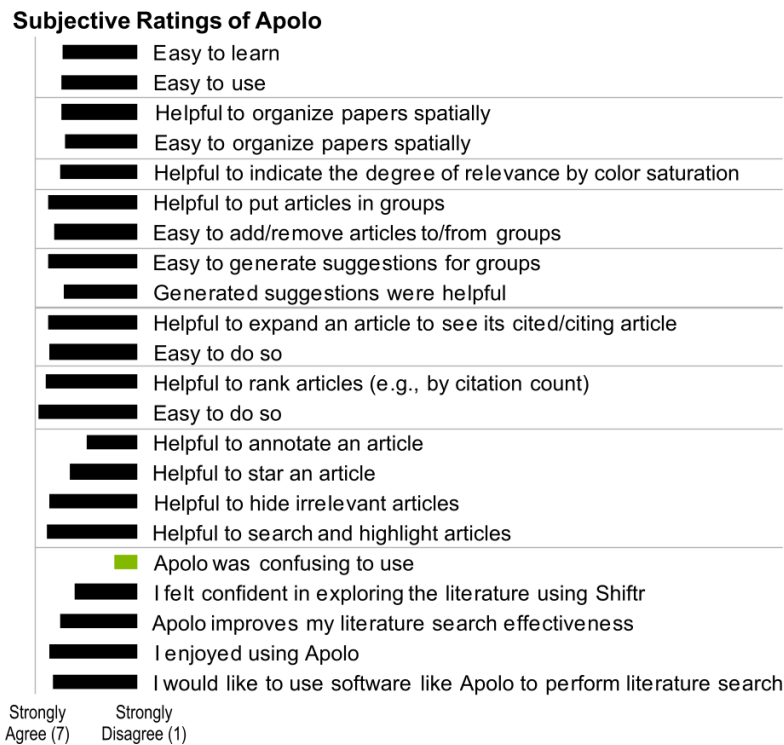 Subjective Ratings of Apolo
Easy to learn
Easy to use
Helpful to organize papers spatially
Easy to organize papers spatially
Helpful to indicate the degree of relevance by color saturation
Helpful to put articles in groups
Easy to add/remove articles to/from groups
Easy to generate suggestions for groups
Generated suggestions were helpful
Helpful to expand an article to see its cited/citing article
Easy to do so
Helpful to rank articles (e.g., by citation count)
Easy to do so
Helpful to annotate an article
Helpful to star an article
Helpful to hide irrelevant articles
Helpful to search and highlight articles
Apolo was confusing to use
I felt confident in exploring the literature using Shiftr
Apolo improves my literature search effectiveness
I enjoyed using Apolo
I would like to use software like Apolo to perform literature search
Strongly Agree (7)
Strongly Disagree (1)